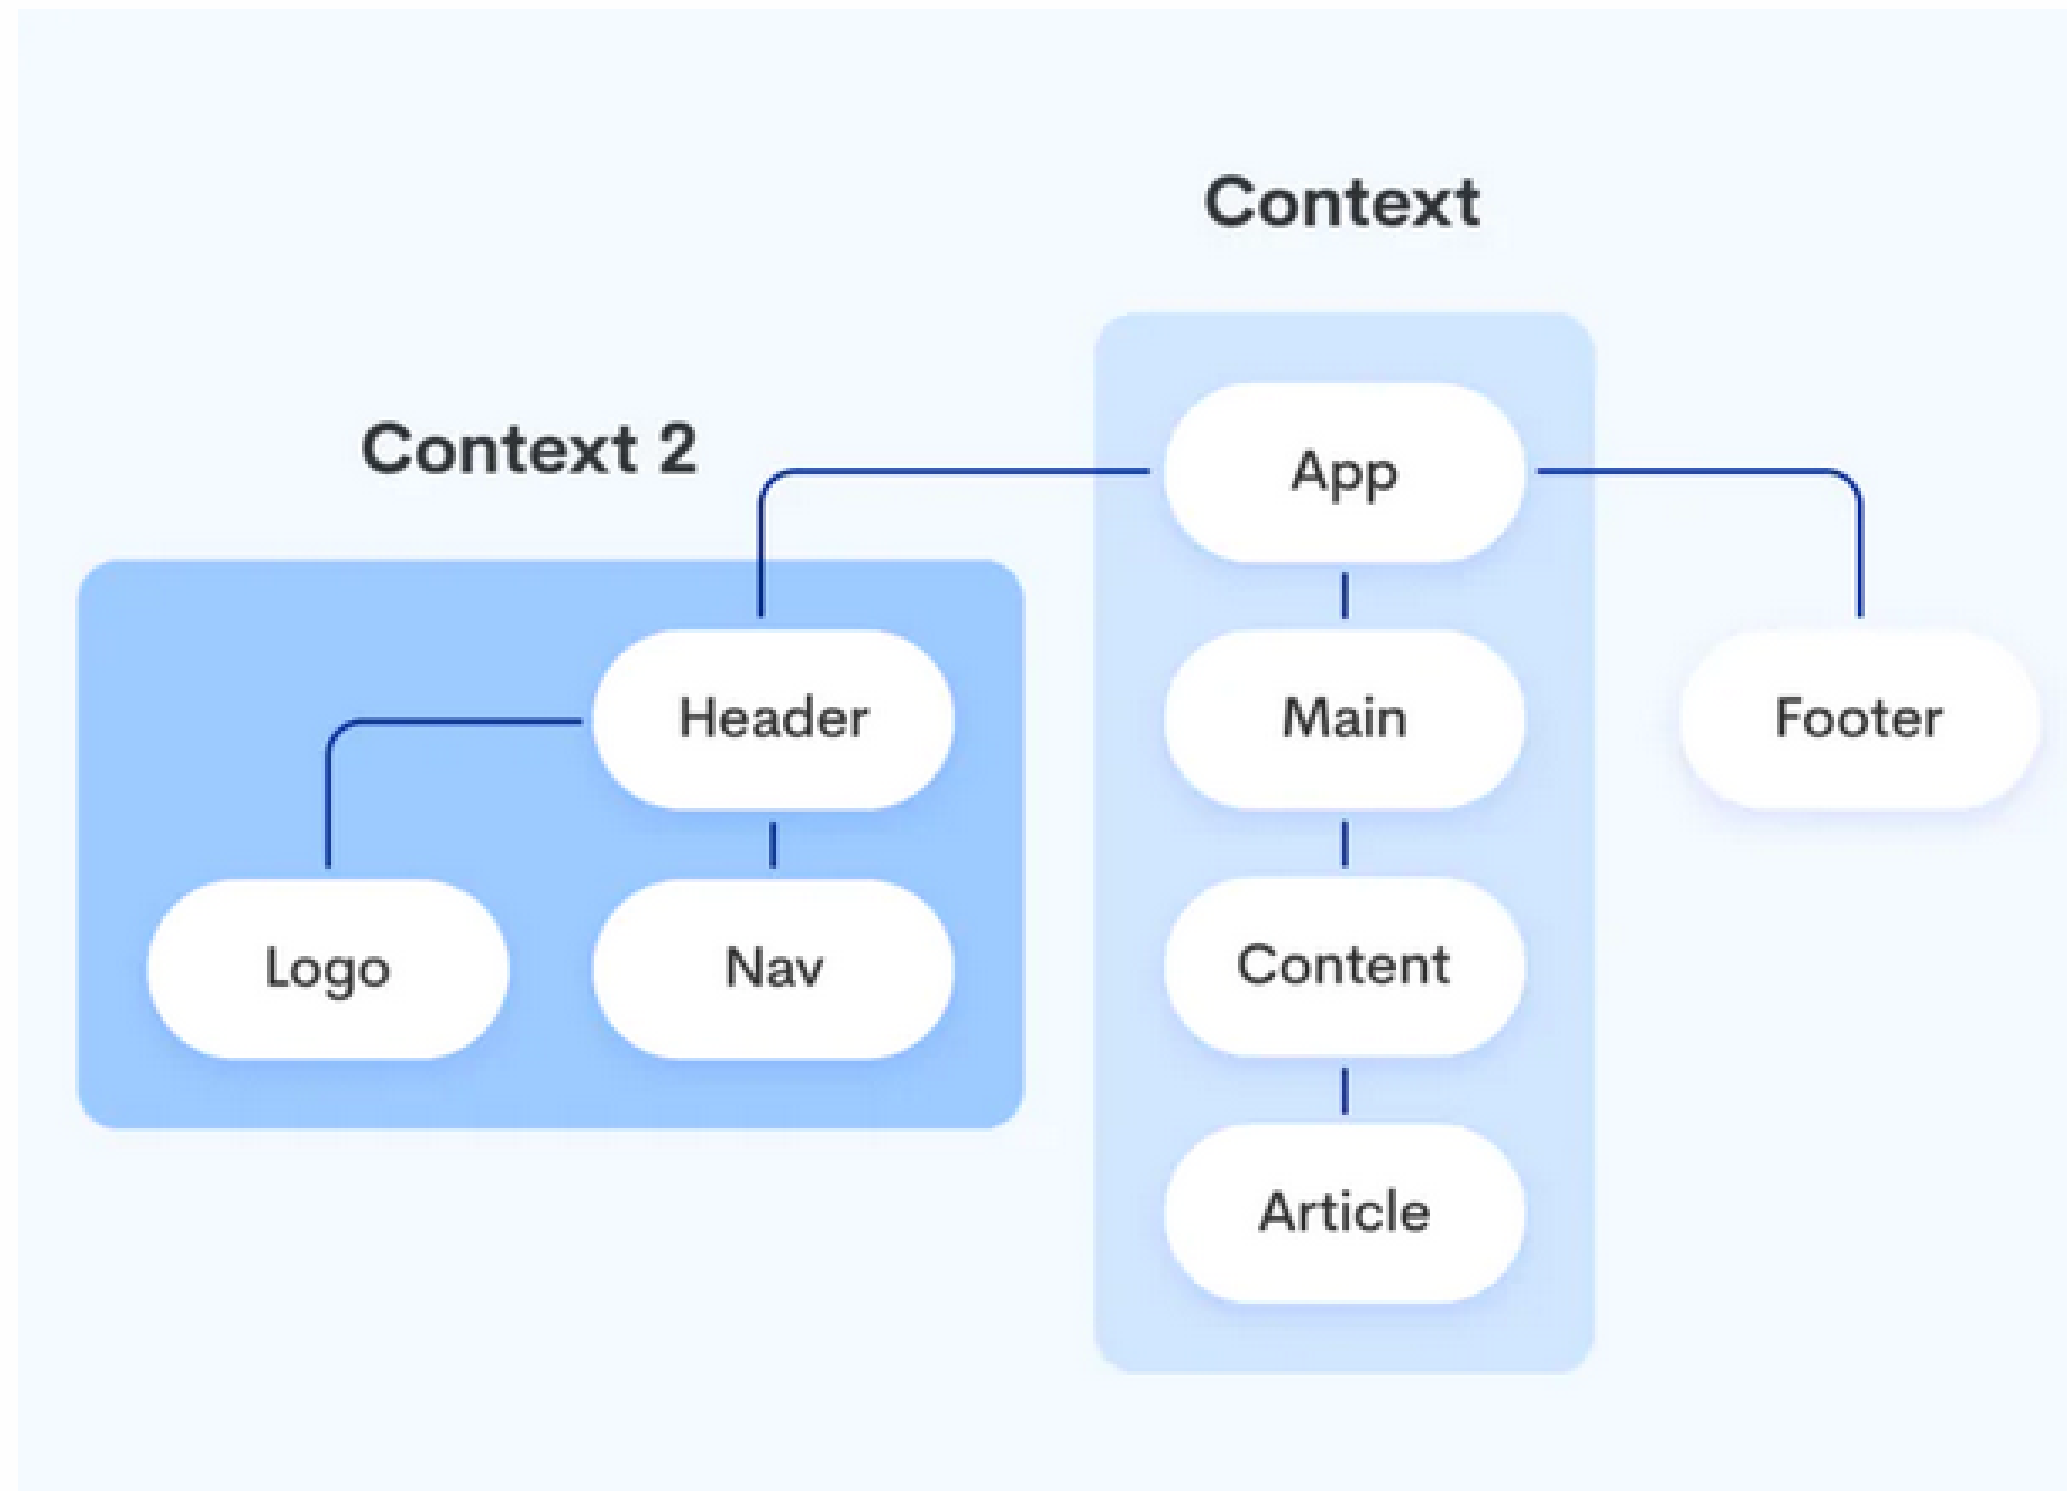 Context
Context 2
App
Header
Main
Footer
Logo
Nav
Content
Article